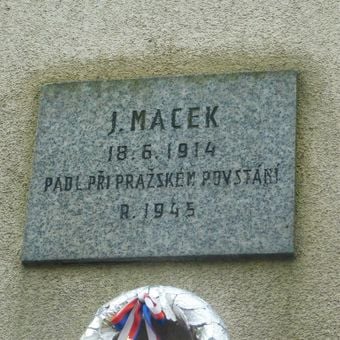 J. MACEK
18.6.1914
PADL PŘI PRAŽSKÉM POVSTÁNÍ
R. 1945